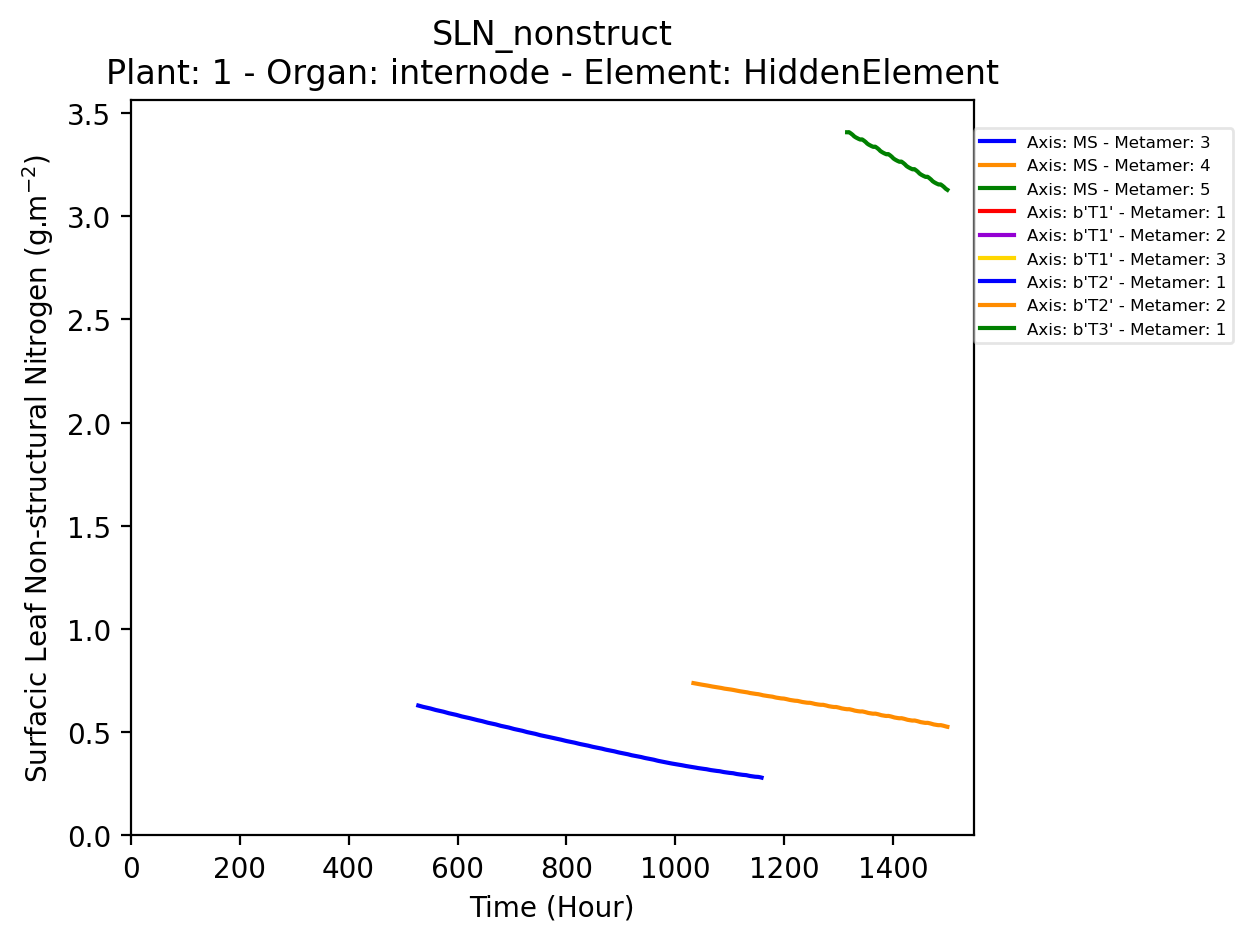 SLN_nonstruct
Plant: 1 - Organ: internode - Element: HiddenElement
Surfacic Leaf Non-structural Nitrogen (g.m⁻²)
3.5
3.0
2.5
2.0
1.5
1.0
0.5
0.0
0 200 400 600 800 1000 1200 1400
Time (Hour)
Axis: MS - Metamer: 3
Axis: MS - Metamer: 4
Axis: MS - Metamer: 5
Axis: b'T1' - Metamer: 1
Axis: b'T1' - Metamer: 2
Axis: b'T1' - Metamer: 3
Axis: b'T2' - Metamer: 1
Axis: b'T2' - Metamer: 2
Axis: b'T3' - Metamer: 1